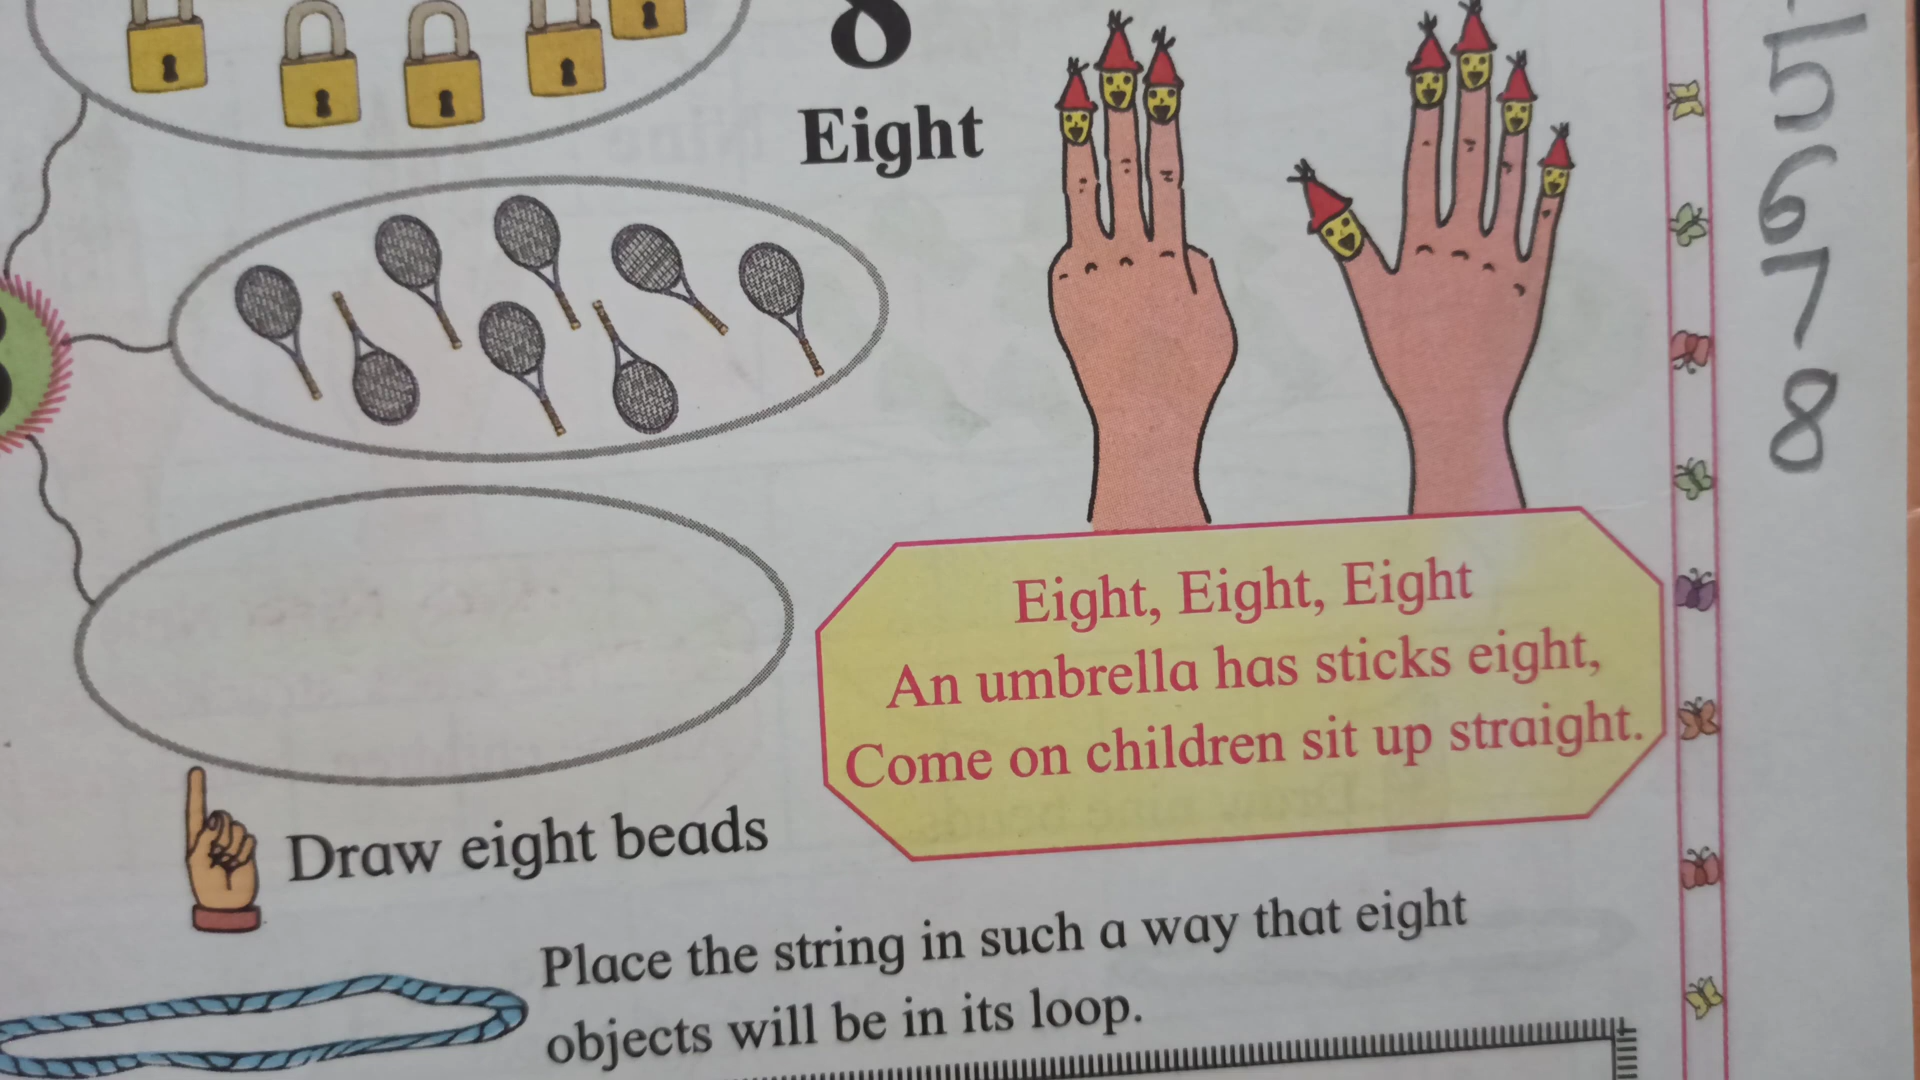 8
Eight
Eight, Eight, Eight
An umbrella has sticks eight,
Come on children sit up straight.
Draw eight beads
Place the string in such a way that eight
objects will be in its loop.
5
6
7
8